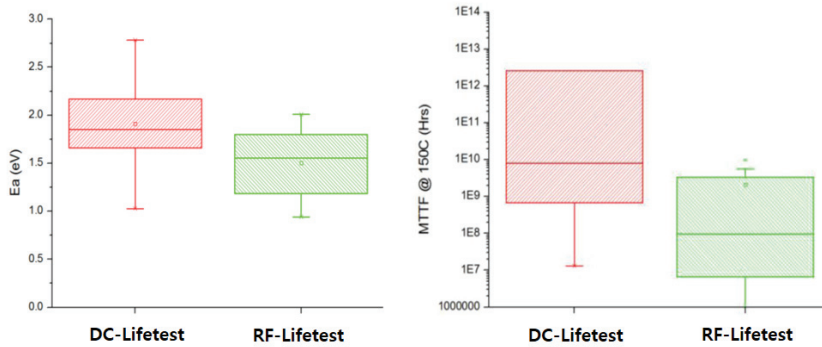 Ea (eV)
3.0
2.5
2.0
1.5
1.0
0.5
0.0
DC-Lifetest RF-Lifetest
MTTF @ 150C (Hrs)
1E14
1E13
1E12
1E11
1E10
1E9
1E8
1E7
1000000
DC-Lifetest RF-Lifetest